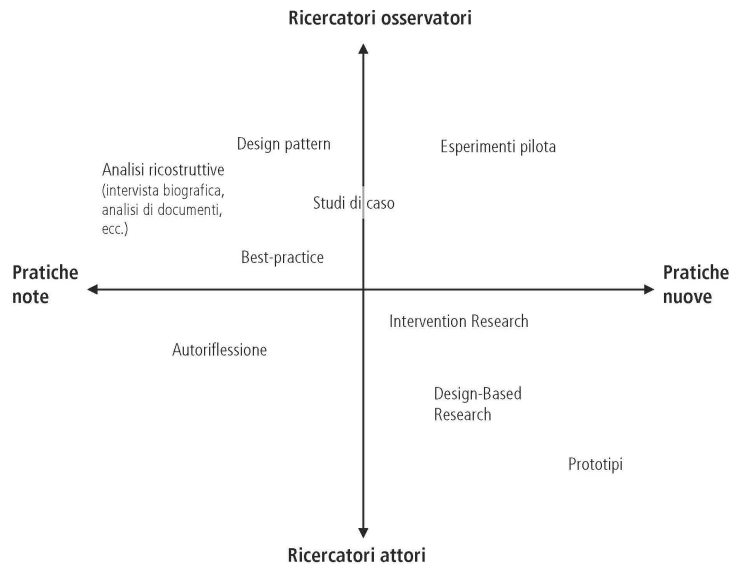 Ricercatori osservatori
Design pattern
Esperimenti pilota
Analisi ricostruttive
(intervista biografica,
analisi di documenti,
ecc.)
Studi di caso
Best-practice
Pratiche
note
Pratiche
nuove
Intervention Research
Autoriflessione
Design-Based
Research
Prototipi
Ricercatori attori